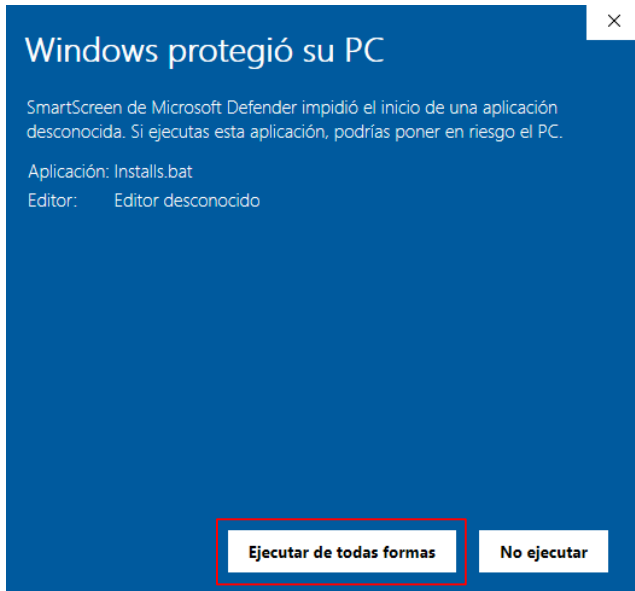 Windows protegió su PC
SmartScreen de Microsoft Defender impidió el inicio de una aplicación
desconocida. Si ejecutas esta aplicación, podrías poner en riesgo el PC.
Aplicación: Installs.bat
Editor: Editor desconocido
Ejecutar de todas formas No ejecutar